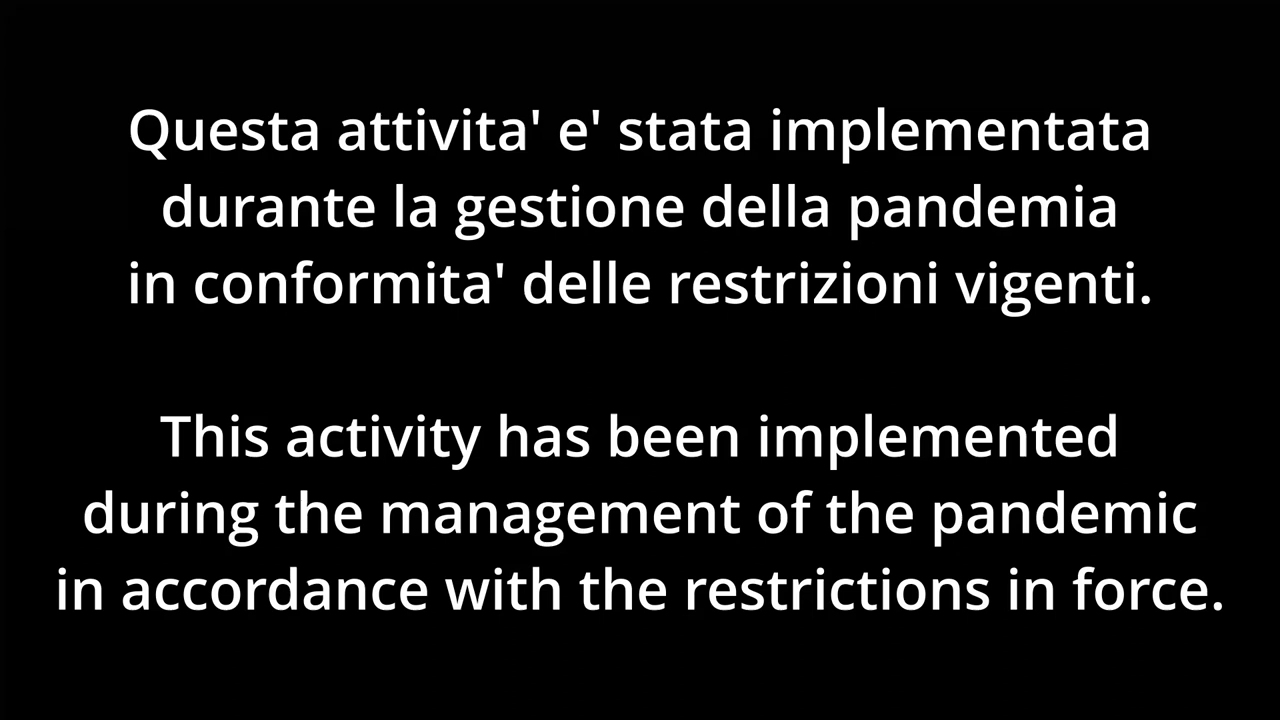 Questa attivita' e' stata implementata
durante la gestione della pandemia
in conformita' delle restrizioni vigenti.
This activity has been implemented
during the management of the pandemic
in accordance with the restrictions in force.